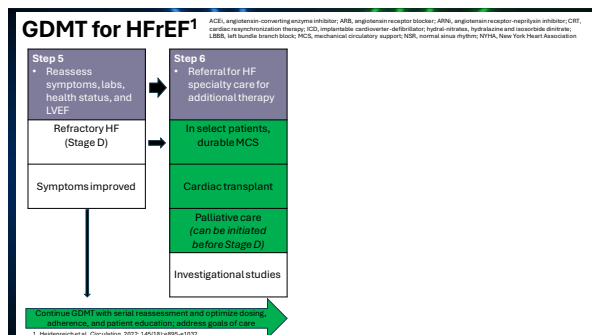 GDMT for HFrEF1
ACEi, angiotensin-converting enzyme inhibitor; ARB, angiotensin receptor blocker; ARNi, angiotensin receptor-neprilysin inhibitor; CRT,
cardiac resynchronization therapy; ICD, implantable cardioverter-defibrillator; hydral-nitrates, hydralazine and isosorbide dinitrate;
LBBB, left bundle branch block; MCS, mechanical circulatory support; NSR, normal sinus rhythm; NYHA, New York Heart Association
Step 5
• Reassess
symptoms, labs,
health status, and
LVEF
Refractory HF
(Stage D)
Symptoms improved
Step 6
• Referral for HF
specialty care for
additional therapy
In select patients,
durable MCS
Cardiac transplant
Palliative care
(can be initiated
before Stage D)
Investigational studies
Continue GDMT with serial reassessment and optimize dosing,
adherence, and patient education; address goals of care
1. Heidenreich et al. Circulation. 2022; 145(18):e895-e1032.